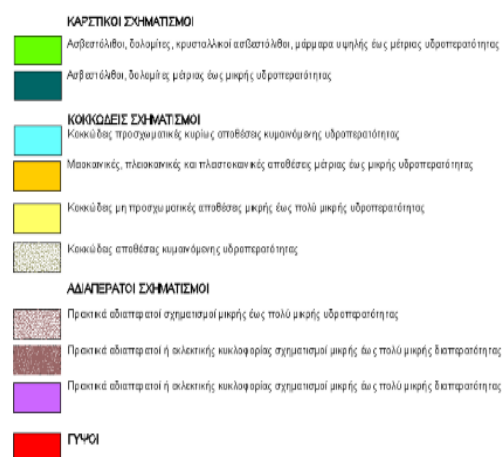 ΚΑΡΣΤΙΚΟΙ ΣΧΗΜΑΤΙΣΜΟΙ
Ασβεστόλιθοι, δολομίτες, κρυσταλλικοί ασβεστόλιθοι, μάρμαρα υψηλής έως μέτριας υδροπερατότητας
Ασβεστόλιθοι, δολομίτες μέτριας έως μικρής υδροπερατότητας
ΚΟΚΚΩΔΕΙΣ ΣΧΗΜΑΤΙΣΜΟΙ
Κοκκώδεις προσχωματικές κυρίως αποθέσεις κυμαινόμενης υδροπερατότητας
Μειοκαινικές, πλειοκαινικές και πλειστοκαινικές αποθέσεις μέτριας έως μικρής υδροπερατότητας
Κοκκώδεις μη προσχωματικές αποθέσεις μικρής έως πολύ μικρής υδροπερατότητας
Κοκκώδεις αποθέσεις κυμαινόμενης υδροπερατότητας
ΑΔΙΑΠΕΡΑΤΟΙ ΣΧΗΜΑΤΙΣΜΟΙ
Πρακτικά αδιαπερατοί σχηματισμοί μικρής έως πολύ μικρής υδροπερατότητας
Πρακτικά αδιαπερατοί ή εκλεκτικής κυκλοφορίας σχηματισμοί μικρής έως πολύ μικρής διαπερατότητας
Πρακτικά αδιαπερατοί ή εκλεκτικής κυκλοφορίας σχηματισμοί μικρής έως πολύ μικρής διαπερατότητας
ΓΥΨΟΙ